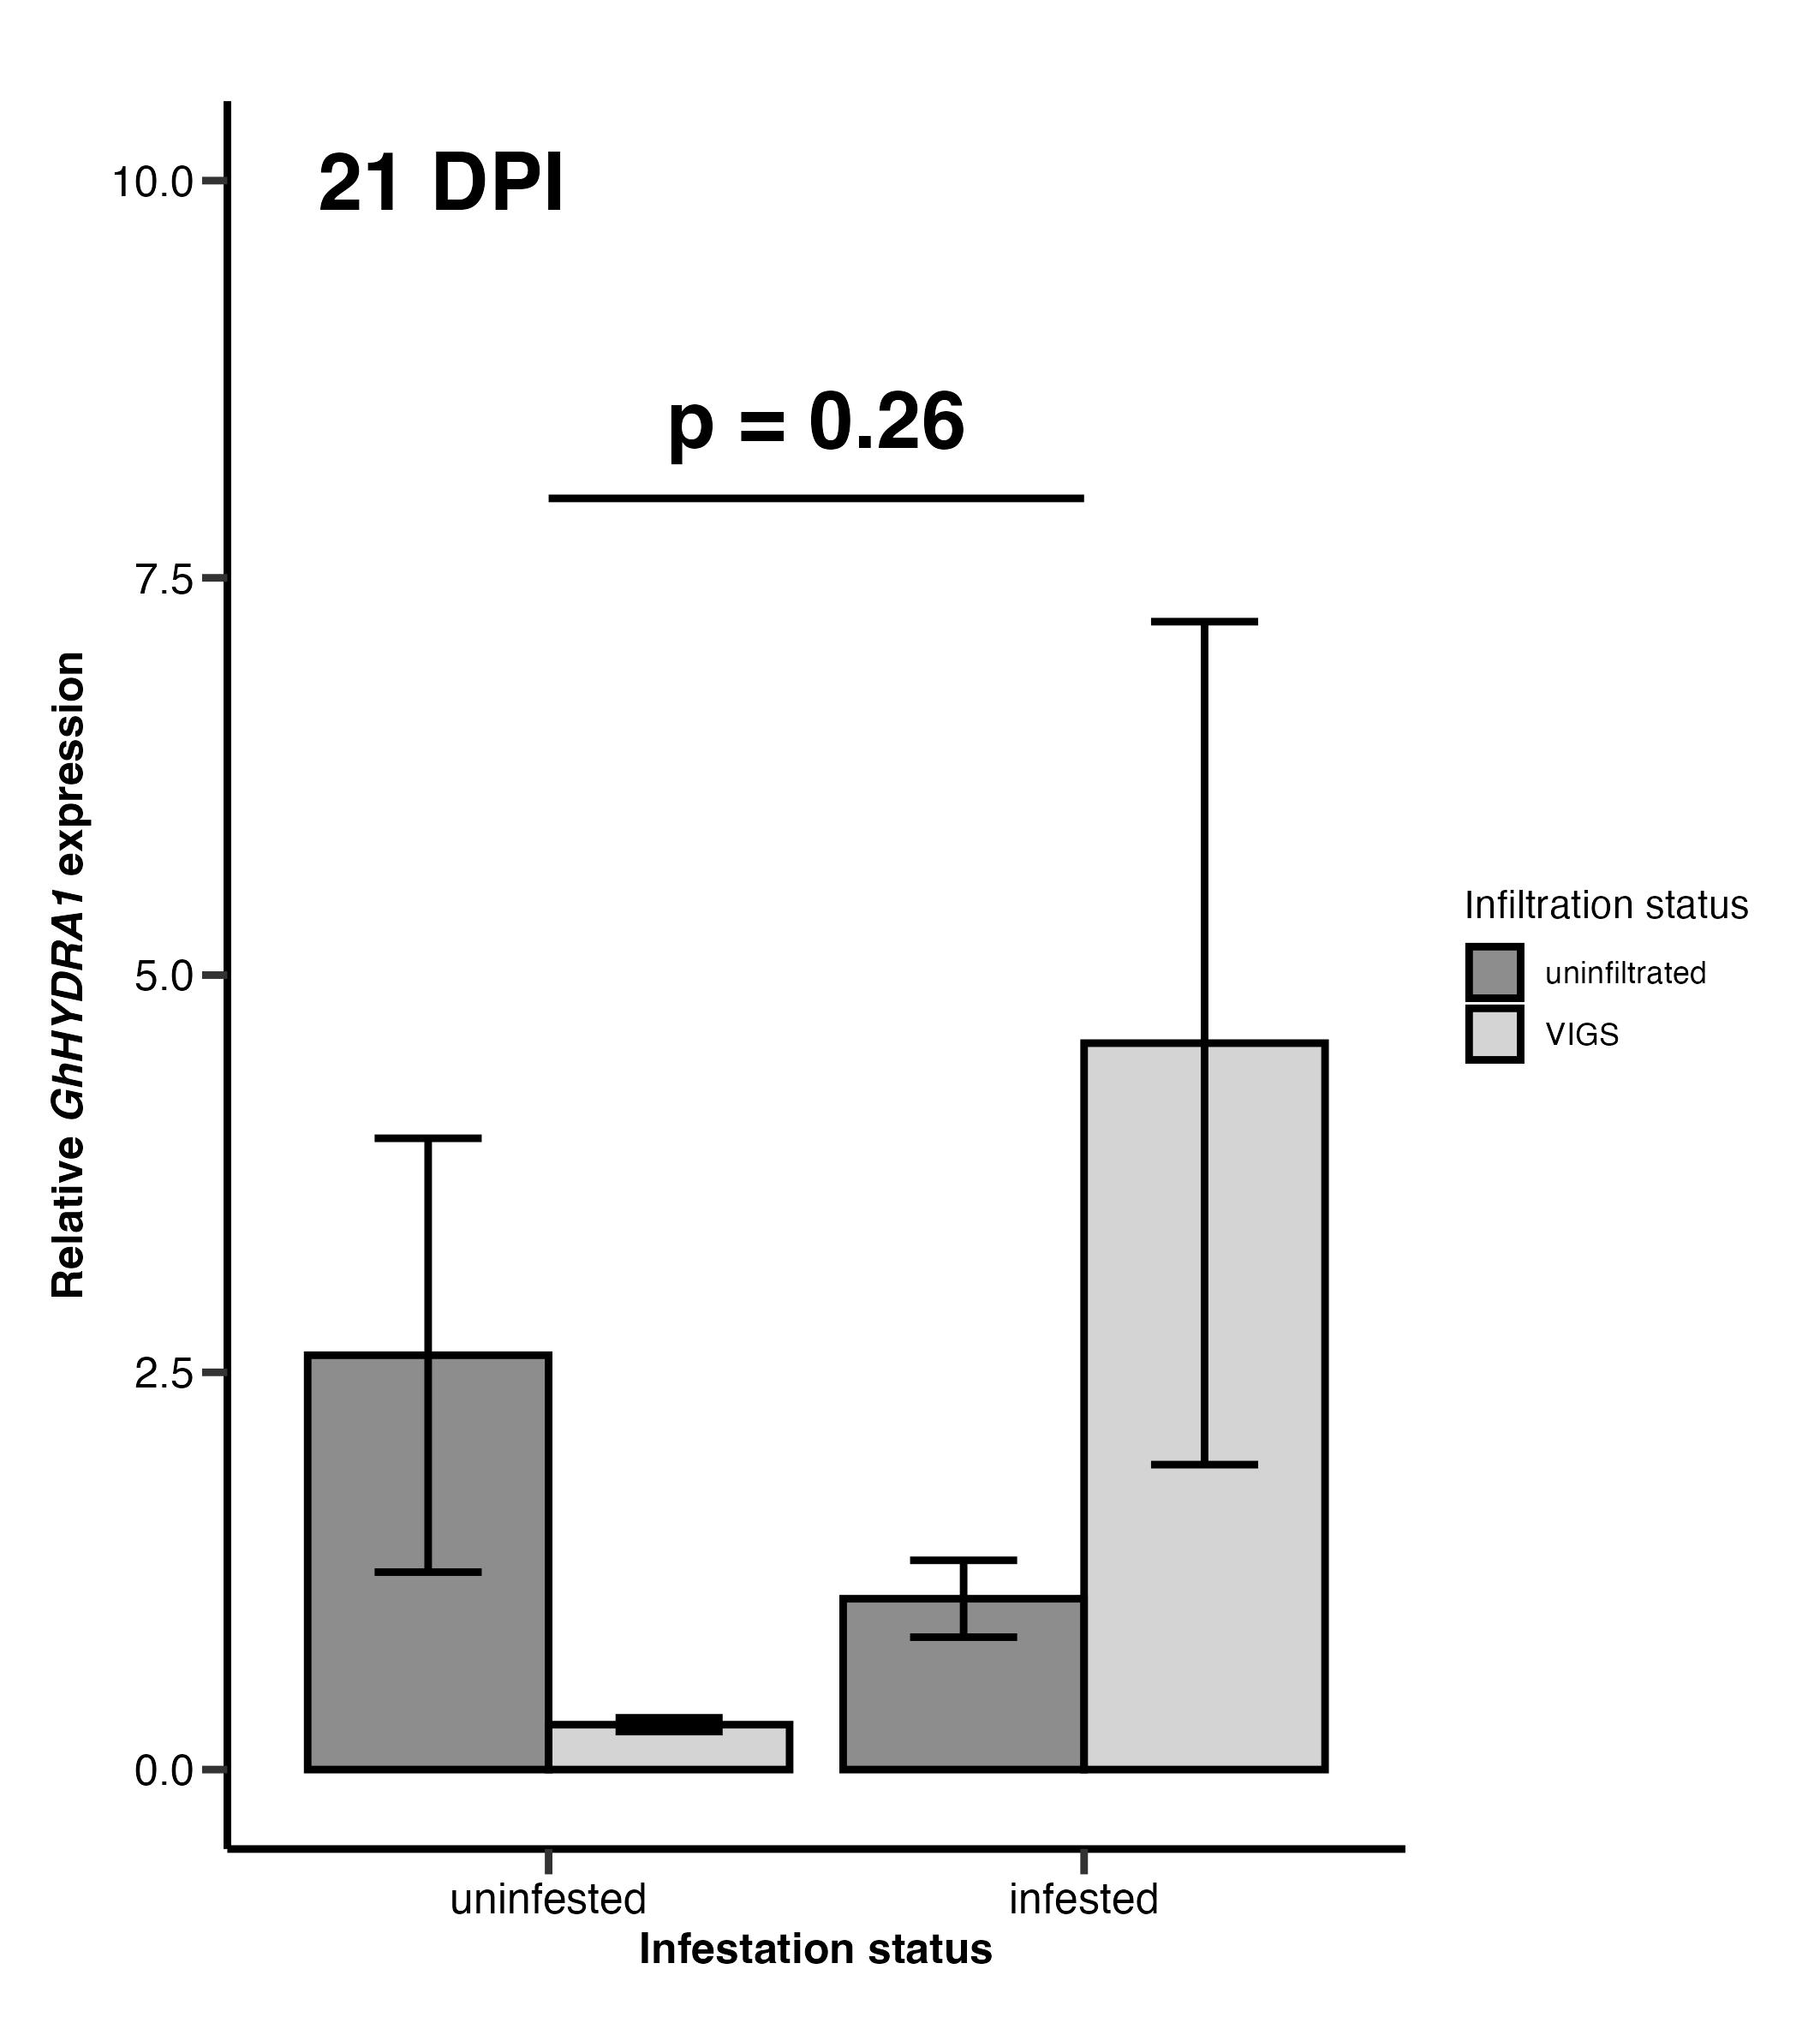 21 DPI
p = 0.26
10.0
7.5
5.0
2.5
0.0
Relative GhHYDRA1 expression
uninfested
infested
Infestation status
Infiltration status
uninfiltrated
VIGS